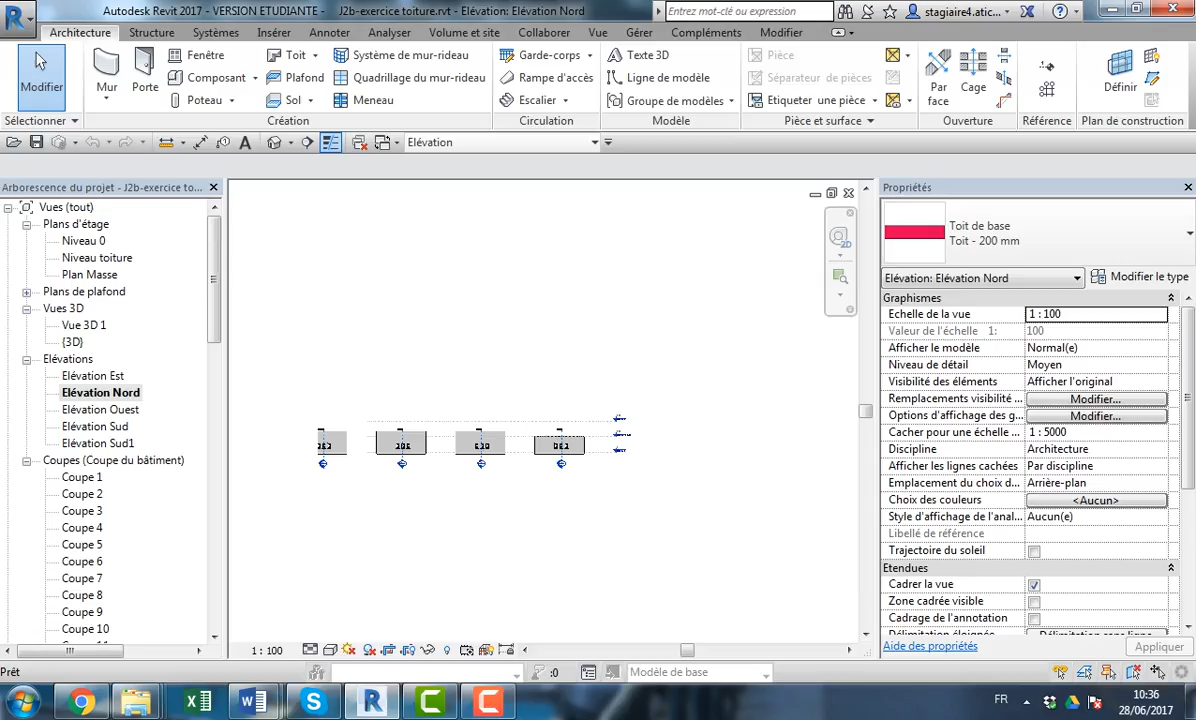 Autodesk Revit 2017 - VERSION ETUDIANTE - J2b-exercice toiture.rvt - Elévation: Elévation Nord
Entrez mot-clé ou expression
stagiaire4.atic...
Architecture Structure Systèmes Insérer Annoter Analyser Volume et site Collaborer Vue Gérer Compléments Modifier
Modifier
Mur
Porte
Fenêtre
Composant
Poteau
Toit
Plafond
Sol
Système de mur-rideau
Quadrillage du mur-rideau
Meneau
Garde-corps
Rampe d'accès
Escalier
Texte 3D
Ligne de modèle
Groupe de modèles
Pièce
Séparateur de pièces
Etiqueter une pièce
Par face
Cage
Définir
Sélectionner
Création
Circulation
Modèle
Pièce et surface
Ouverture
Référence
Plan de construction
Elévation
Arborescence du projet - J2b-exercice to...
Vues (tout)
Plans d'étage
Niveau 0
Niveau toiture
Plan Masse
Plans de plafond
Vues 3D
Vue 3D 1
{3D}
Elévations
Elévation Est
Elévation Nord
Elévation Ouest
Elévation Sud
Elévation Sud1
Coupes (Coupe du bâtiment)
Coupe 1
Coupe 2
Coupe 3
Coupe 4
Coupe 5
Coupe 6
Coupe 7
Coupe 8
Coupe 9
Coupe 10
2D
Propriétés
Toit de base
Toit - 200 mm
Elévation: Elévation Nord
Modifier le type
Graphismes
Echelle de la vue 1 : 100
Valeur de l'échelle 1: 100
Afficher le modèle Normal(e)
Niveau de détail Moyen
Visibilité des éléments Afficher l'original
Remplacements visibilité ... Modifier...
Options d'affichage des g... Modifier...
Cacher pour une échelle ... 1 : 5000
Discipline Architecture
Afficher les lignes cachées Par discipline
Emplacement du choix d... Arrière-plan
Choix des couleurs <Aucun>
Style d'affichage de l'anal... Aucun(e)
Libellé de référence
Trajectoire du soleil
Etendues
Cadrer la vue
Zone cadrée visible
Cadrage de l'annotation
Délimitation éloignée Délimitation sans ligne
Aide des propriétés
Appliquer
1 : 100
Prêt
:0
Modèle de base
FR
10:36
28/06/2017